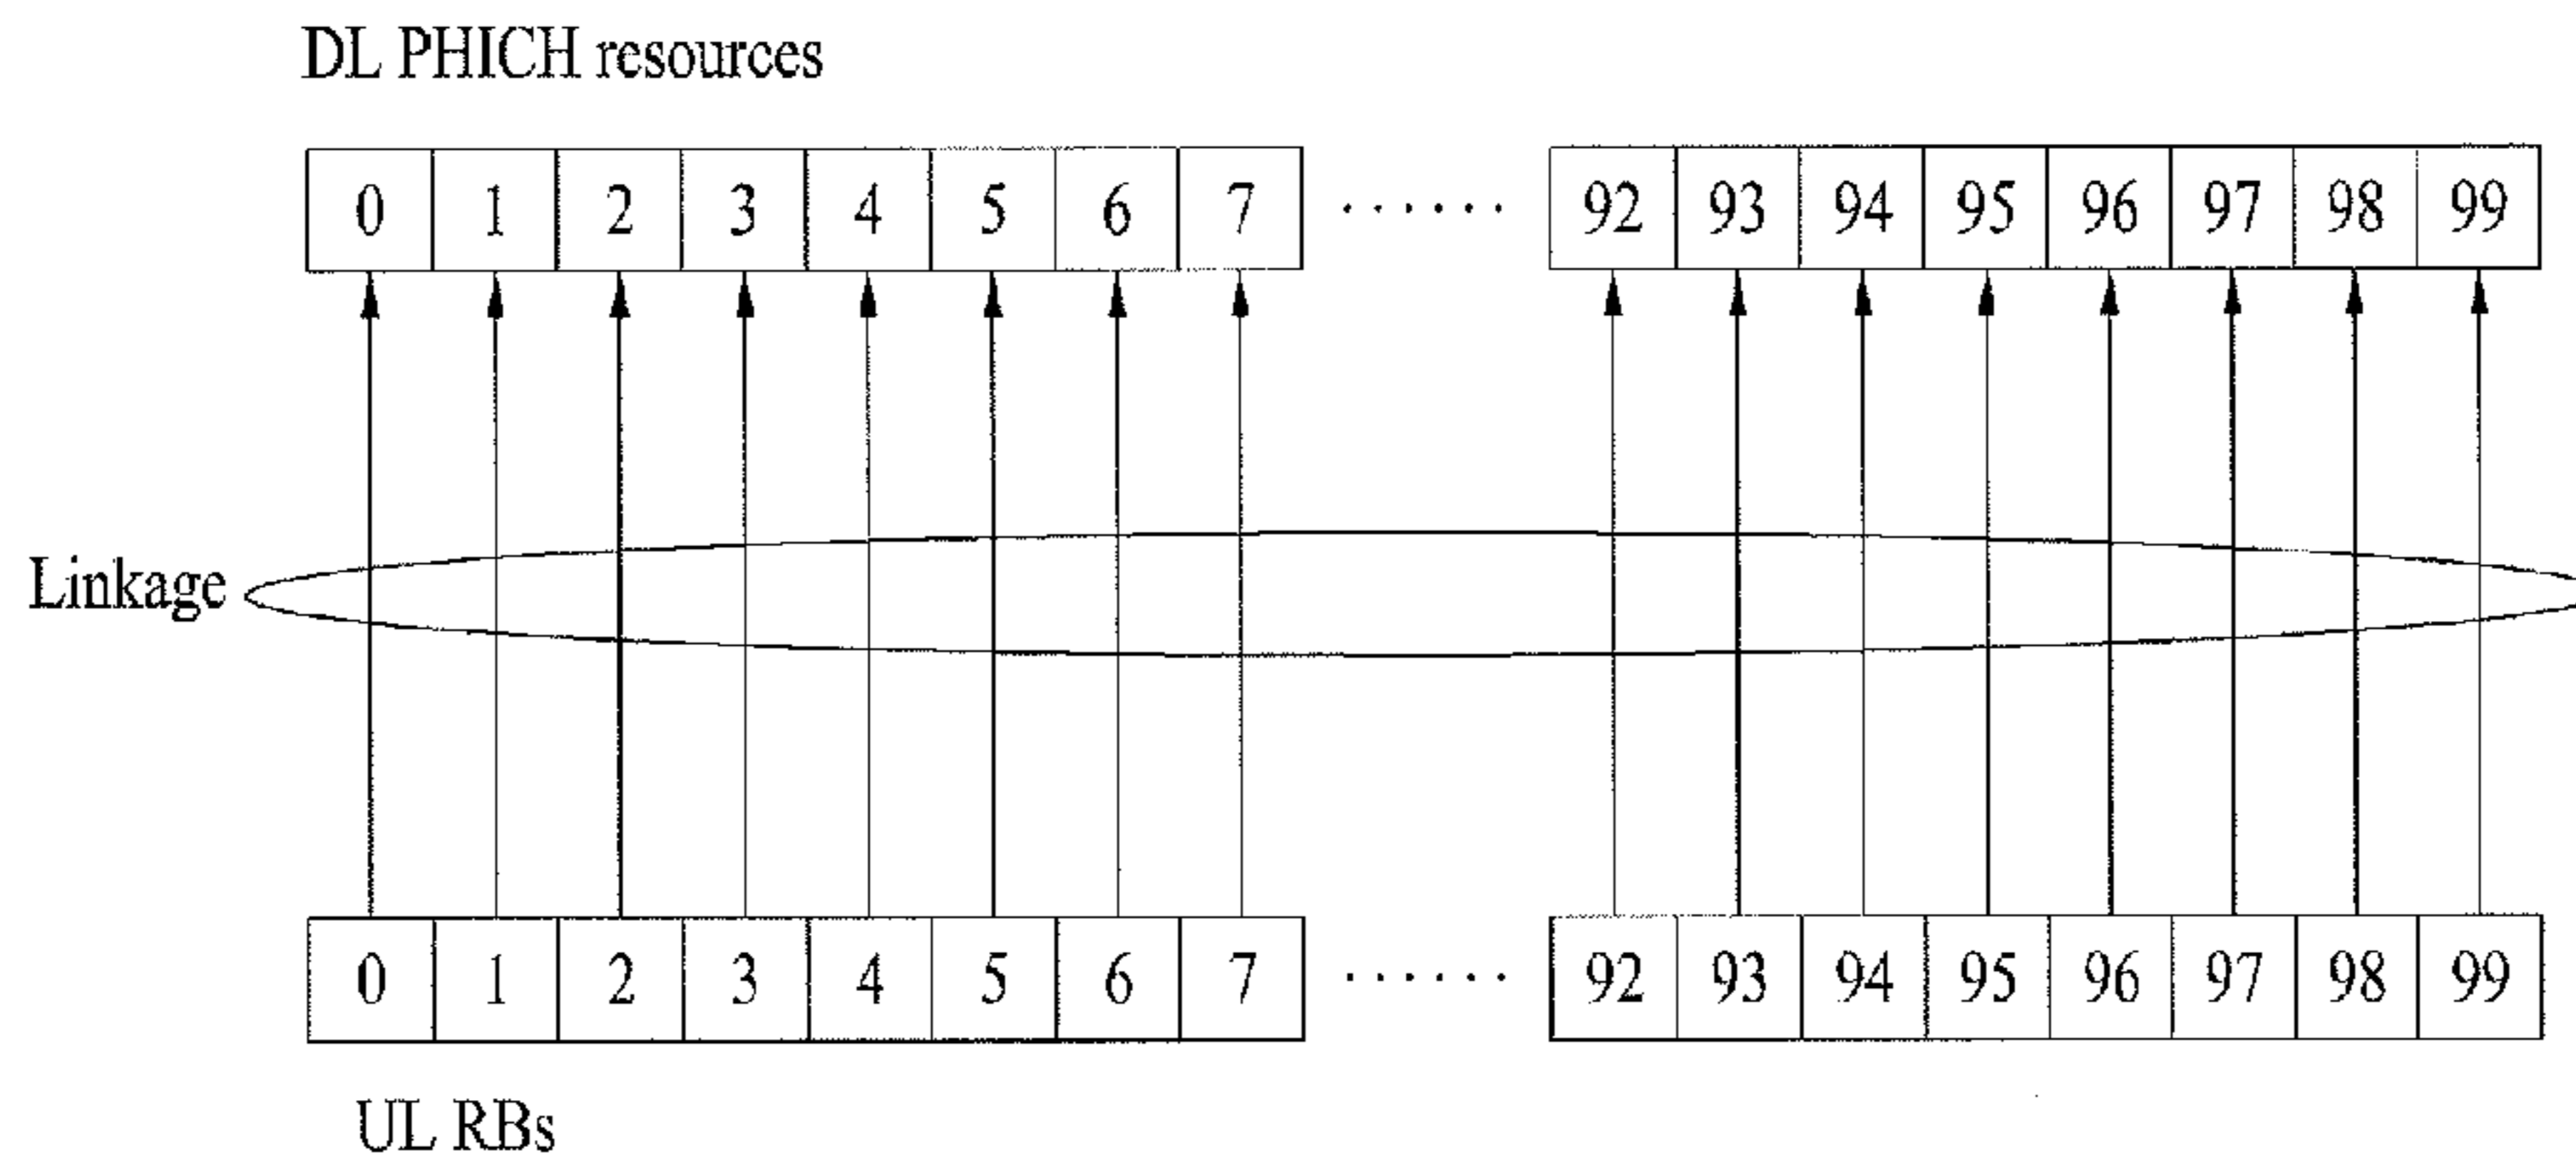 DL PHICH resources
0 1 2 3 4 5 6 7 ...... 92 93 94 95 96 97 98 99
Linkage
0 1 2 3 4 5 6 7 ...... 92 93 94 95 96 97 98 99
UL RBs